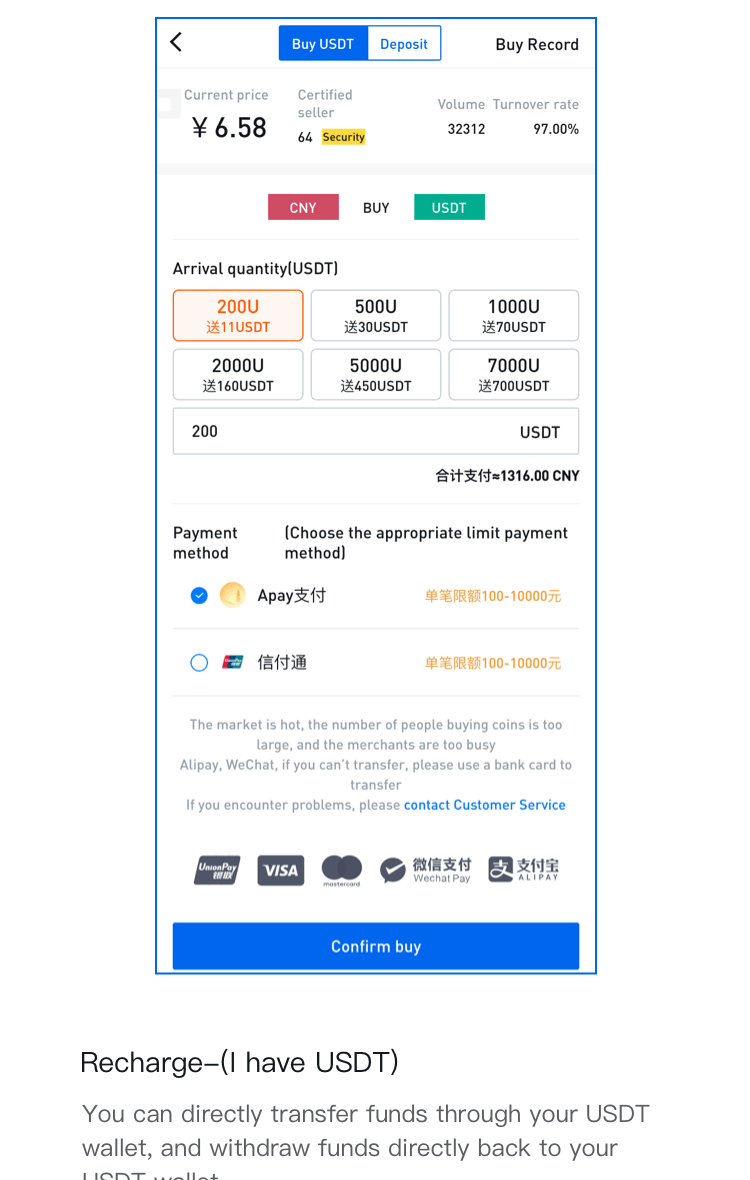 Buy USDT
Deposit
Buy Record
Current price
Certified
seller
Volume
Turnover rate
¥ 6.58
64
Security
32312
97.00%
CNY
BUY
USDT
Arrival quantity(USDT)
200U
送11USDT
500U
送30USDT
1000U
送70USDT
2000U
送160USDT
5000U
送450USDT
7000U
送700USDT
200
USDT
合计支付≈1316.00 CNY
Payment
method
(Choose the appropriate limit payment
method)
Apay支付
单笔限额100-10000元
信付通
单笔限额100-10000元
The market is hot, the number of people buying coins is too
large, and the merchants are too busy
Alipay, WeChat, if you can't transfer, please use a bank card to
transfer
If you encounter problems, please contact Customer Service
UnionPay
银联
VISA
mastercard
微信支付
Wechat Pay
支
支付宝
ALIPAY
Confirm buy
Recharge-(I have USDT)
You can directly transfer funds through your USDT
wallet, and withdraw funds directly back to your
USDT wallet